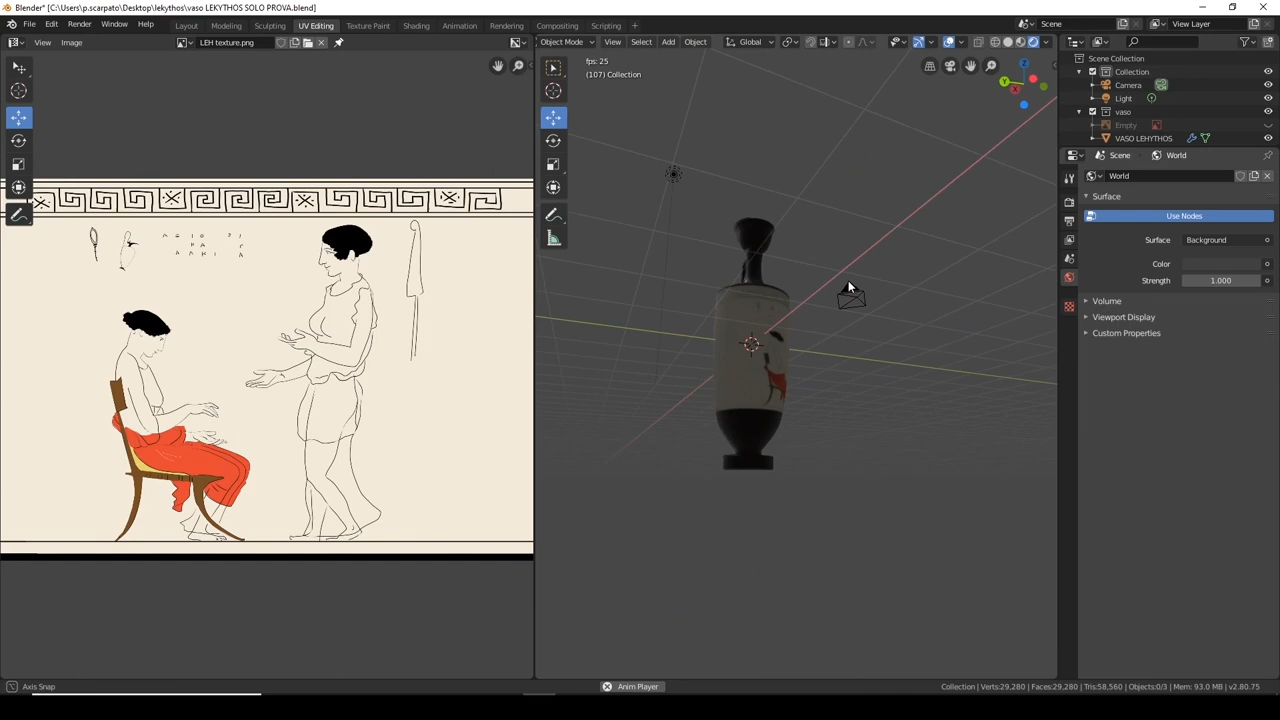 Blender* [C:\Users\p.scarpato\Desktop\lekythos\vaso LEKYTHOS SOLO PROVA.blend]
File Edit Render Window Help Layout Modeling Sculpting UV Editing Texture Paint Shading Animation Rendering Compositing Scripting + Scene View Layer
View Image LEH texture.png Object Mode View Select Add Object Global
fps: 25
(107) Collection
Scene Collection
Collection
Camera
Light
vaso
Empty
VASO LEHYTHOS
Scene World
World
Surface
Use Nodes
Surface Background
Color
Strength 1.000
Volume
Viewport Display
Custom Properties
Y
Z
X
Axis Snap Anim Player Collection | Verts:29,280 | Faces:29,280 | Tris:58,560 | Objects:0/3 | Mem: 93.0 MB | v2.80.75